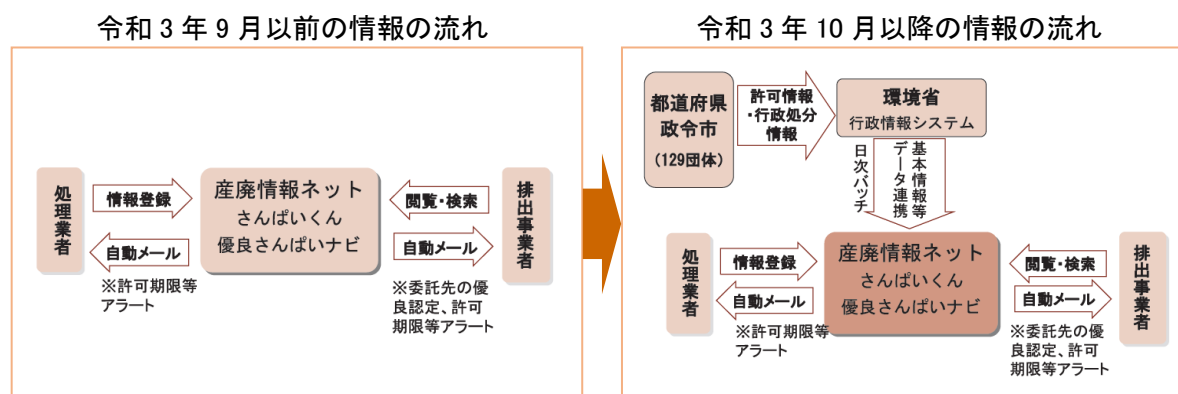 令和３年９月以前の情報の流れ
処理業者
情報登録
自動メール
※許可期限等
アラート
産廃情報ネット
さんぱいくん
優良さんぱいナビ
閲覧・検索
自動メール
※委託先の優
良認定、許可
期限等アラート
排出事業者
令和３年10月以降の情報の流れ
都道府県
政令市
(129団体)
許可情報
・行政処分
情報
環境省
行政情報システム
基本情報等
データ連携
日次バッチ
処理業者
情報登録
自動メール
※許可期限等
アラート
産廃情報ネット
さんぱいくん
優良さんぱいナビ
閲覧・検索
自動メール
※委託先の優
良認定、許可
期限等アラート
排出事業者